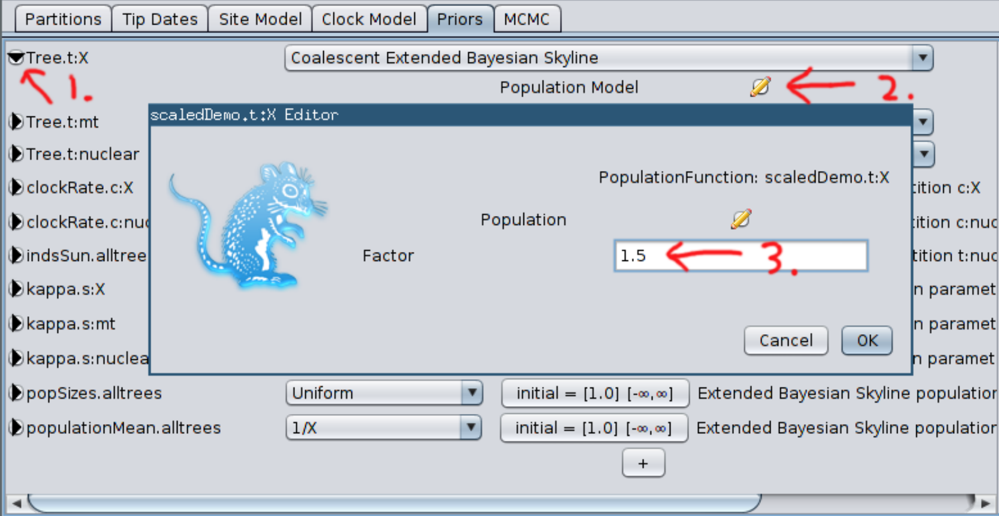 Partitions Tip Dates Site Model Clock Model Priors MCMC
Tree.t:X Coalescent Extended Bayesian Skyline
1. Population Model 2.
Tree.t:mt scaledDemo.t:X Editor
Tree.t:nuclear
PopulationFunction: scaledDemo.t:X
clockRate.c:X ition c:X
clockRate.c:nuc Population ition c:nuc
indsSun.alltree Factor 1.5 3. tition t:nuc
kappa.s:X n paramet
kappa.s:mt n paramet
Cancel OK
kappa.s:nuclea n paramet
popSizes.alltrees Uniform initial = [1.0] [-∞,∞] Extended Bayesian Skyline population
populationMean.alltrees 1/X initial = [1.0] [-∞,∞] Extended Bayesian Skyline population
+